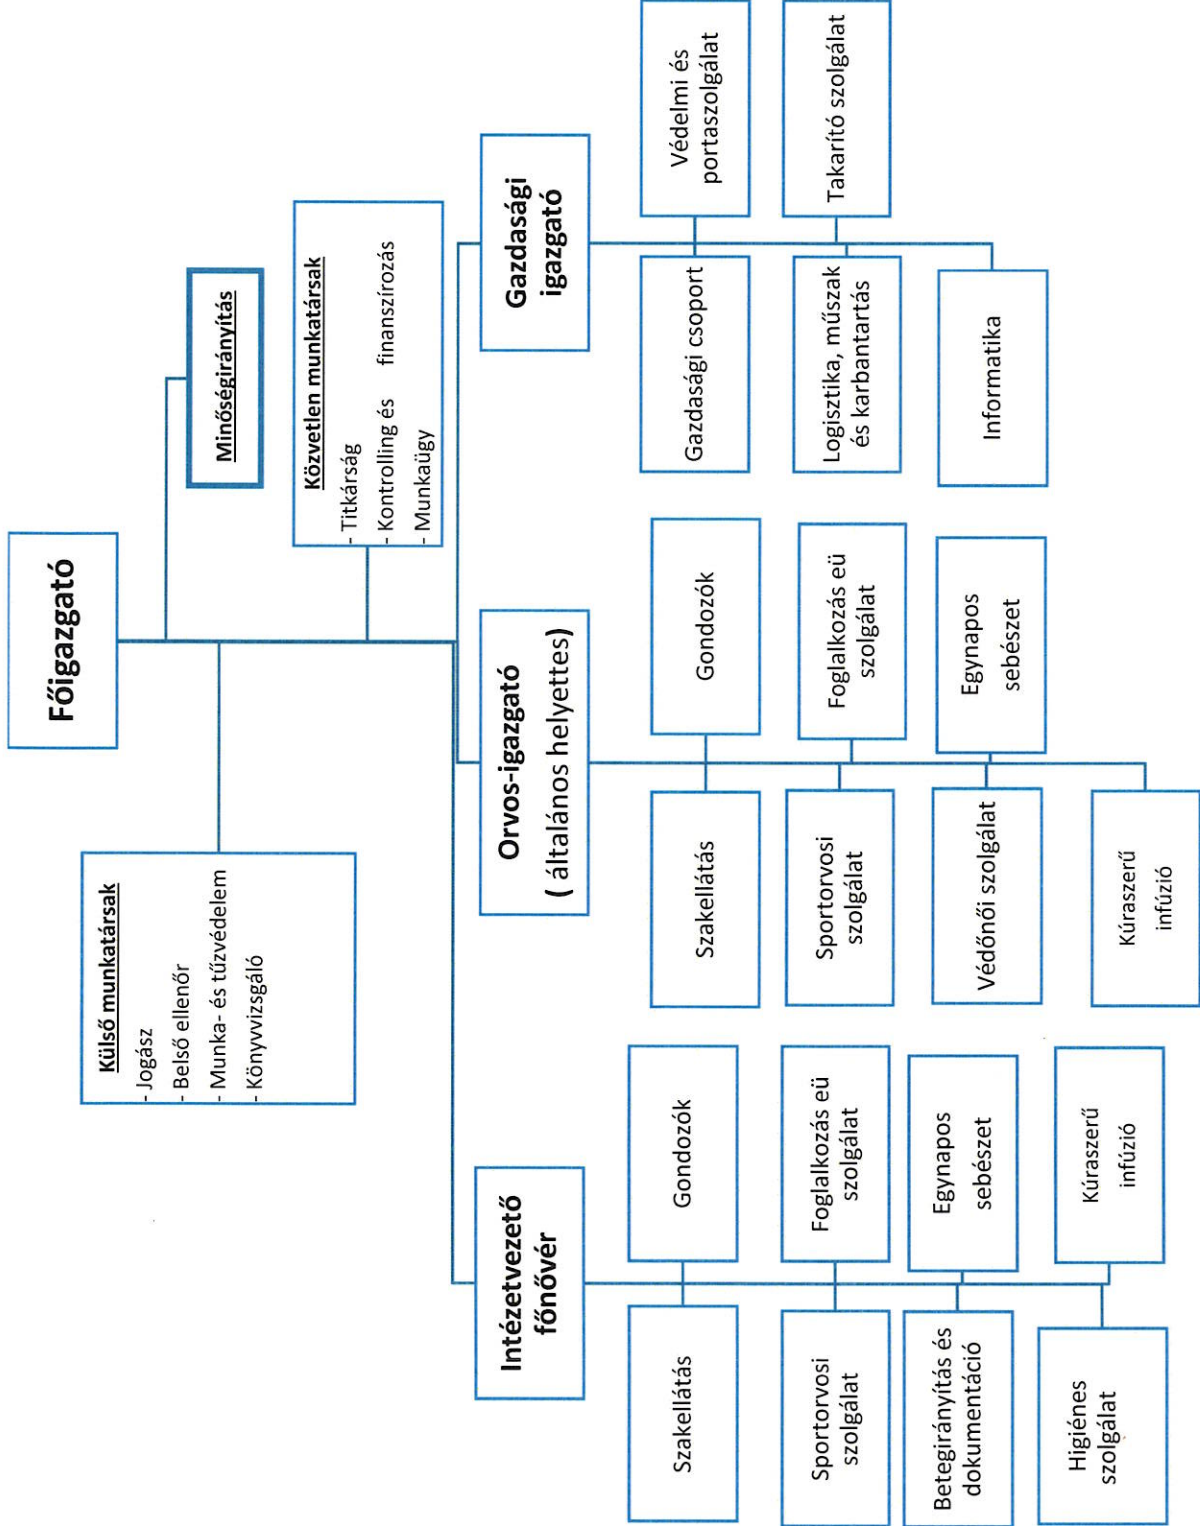 Főigazgató
Minőségirányítás
Külső munkatársak
- Jogász
- Belső ellenőr
- Munka- és tűzvédelem
- Könyvvizsgáló
Közvetlen munkatársak
- Titkárság
- Kontrolling és finanszírozás
- Munkaügy
Intézetvezető
főnővér
Orvos-igazgató
( általános helyettes)
Gazdasági
igazgató
Szakellátás
Gondozók
Sportorvosi
szolgálat
Foglalkozás eü
szolgálat
Betegirányítás és
dokumentáció
Egynapos
sebészet
Higiénes
szolgálat
Kúraszerű
infúzió
Szakellátás
Gondozók
Sportorvosi
szolgálat
Foglalkozás eü
szolgálat
Védőnői szolgálat
Egynapos
sebészet
Kúraszerű
infúzió
Gazdasági csoport
Védelmi és
portaszolgálat
Logisztika, műszak
és karbantartás
Takarító szolgálat
Informatika